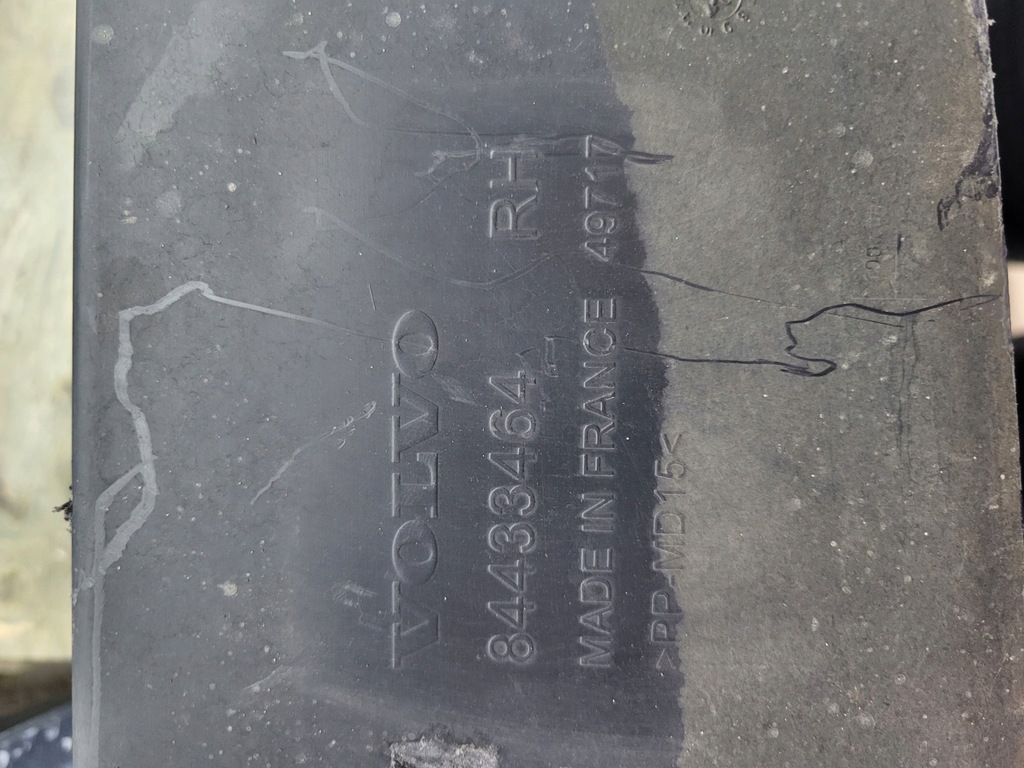 VOLVO
84433464 RH
MADE IN FRANCE 49717
>PP-MD15<